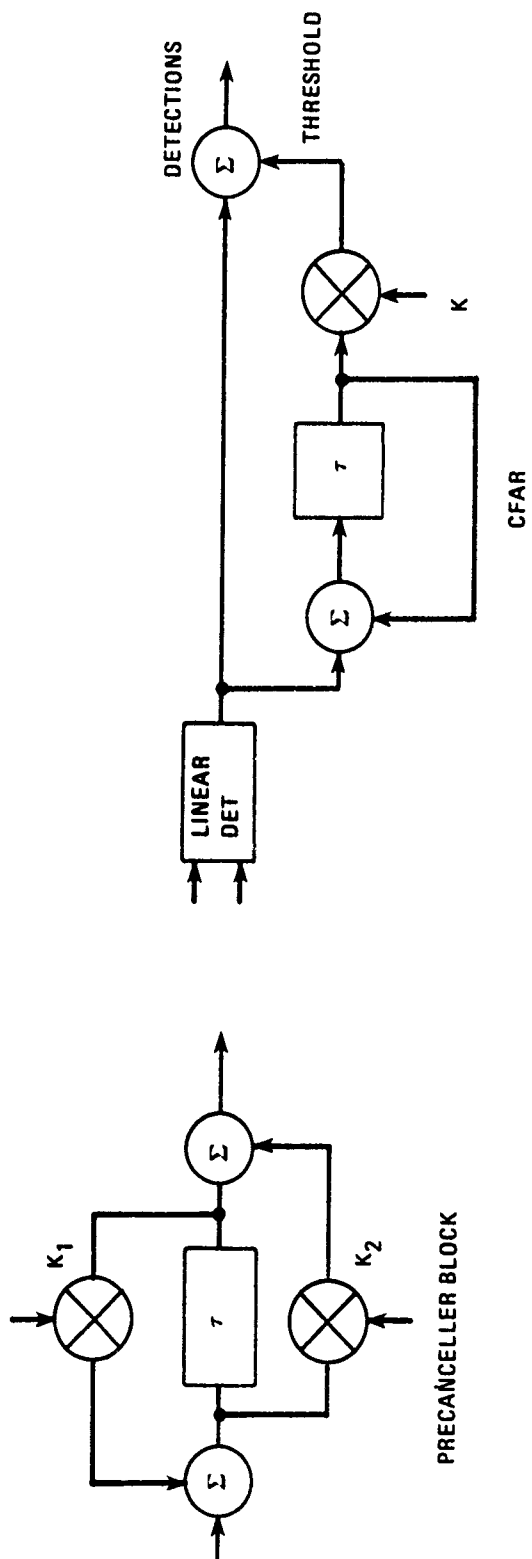 K1
Σ
τ
Σ
K2
PRECANCELLER BLOCK
LINEAR
DET
DETECTIONS
Σ
THRESHOLD
Σ
τ
K
CFAR